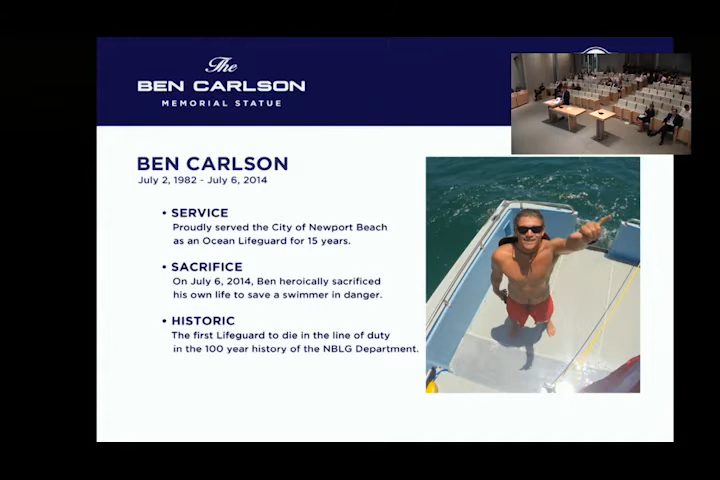 The
BEN CARLSON
MEMORIAL STATUE
BEN CARLSON
July 2, 1982 - July 6, 2014
• SERVICE
Proudly served the City of Newport Beach
as an Ocean Lifeguard for 15 years.
• SACRIFICE
On July 6, 2014, Ben heroically sacrificed
his own life to save a swimmer in danger.
• HISTORIC
The first Lifeguard to die in the line of duty
in the 100 year history of the NBLG Department.